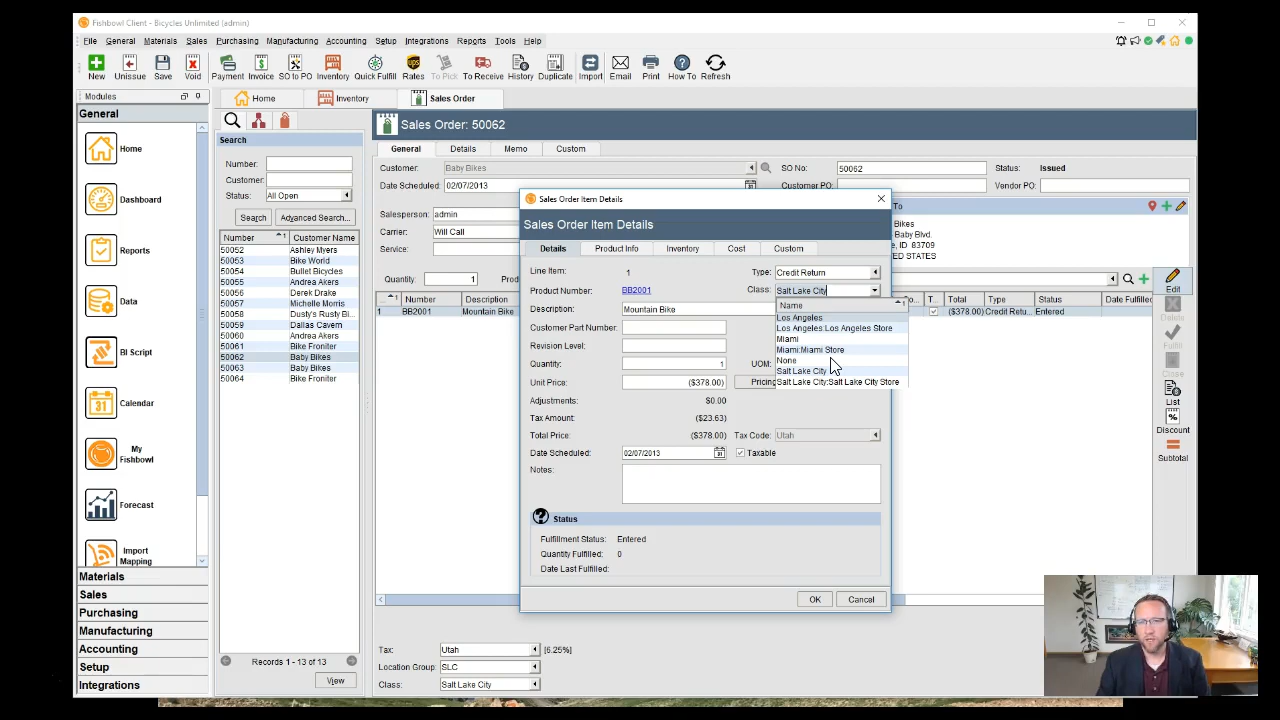 Fishbowl Client - Bicycles Unlimited (admin)
File General Materials Sales Purchasing Manufacturing Accounting Setup Integrations Reports Tools Help
New Unissue Save Void Payment Invoice SO to PO Inventory Quick Fulfill Rates To Pick To Receive History Duplicate Import Email Print How To Refresh
Modules
Home Inventory Sales Order
General
Home
Dashboard
Reports
Data
BI Script
Calendar
My
Fishbowl
Forecast
Import
Mapping
Materials
Sales
Purchasing
Manufacturing
Accounting
Setup
Integrations
Search
Number:
Customer:
Status: All Open
Search Advanced Search...
Number Customer Name
50052 Ashley Myers
50053 Bike World
50054 Bullet Bicycles
50055 Andrea Akers
50056 Derek Drake
50057 Michelle Morris
50058 Dusty's Rusty Bi...
50059 Dallas Cavern
50060 Andrea Akers
50061 Bike Froniter
50062 Baby Bikes
50063 Baby Bikes
50064 Bike Froniter
Records 1 - 13 of 13
View
Sales Order: 50062
General Details Memo Custom
Customer: Baby Bikes SO No: 50062 Status: Issued
Date Scheduled: 02/07/2013 Customer PO: Vendor PO:
Salesperson: admin
Carrier: Will Call
Service:
To
Bikes
Baby Blvd.
ID 83709
STATES
Quantity: 1 Prod
Number Description Total Type Status Date Fulfilled
1 BB2001 Mountain Bike ($378.00) Credit Retu... Entered
Edit
Delete
Fulfill
Close
List
Discount
Subtotal
Sales Order Item Details
Sales Order Item Details
Details Product Info Inventory Cost Custom
Line Item: 1 Type: Credit Return
Product Number: BB2001 Class: Salt Lake City
Description: Mountain Bike
Customer Part Number:
Revision Level:
Quantity: 1 UOM:
Unit Price: ($378.00) Pricing
Adjustments: $0.00
Tax Amount: ($23.63)
Total Price: ($378.00) Tax Code: Utah
Date Scheduled: 02/07/2013 Taxable
Notes:
Name
Los Angeles
Los Angeles:Los Angeles Store
Miami
Miami:Miami Store
None
Salt Lake City
Salt Lake City:Salt Lake City Store
Status
Fulfillment Status: Entered
Quantity Fulfilled: 0
Date Last Fulfilled:
OK Cancel
Tax: Utah [6.25%]
Location Group: SLC
Class: Salt Lake City